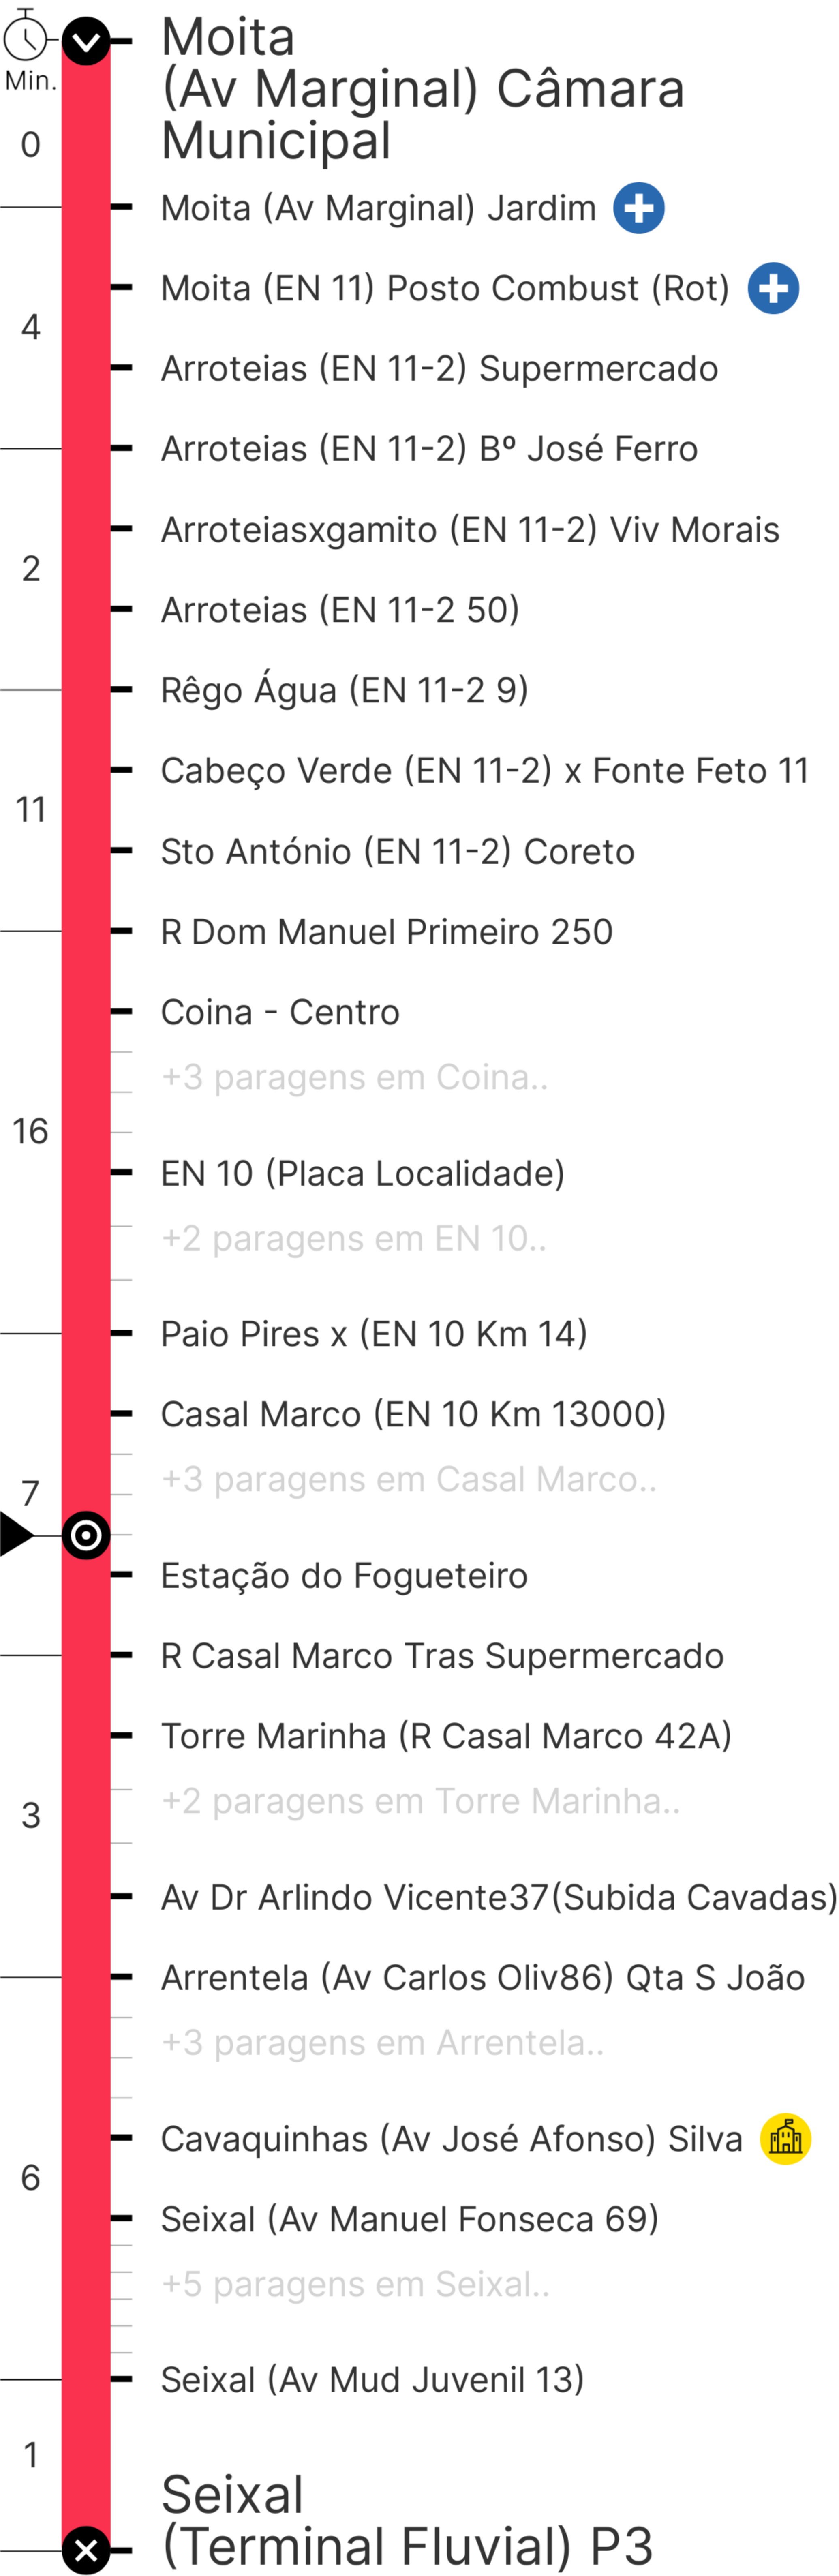 Moita
(Av Marginal) Câmara
Municipal
Min.
0
Moita (Av Marginal) Jardim
Moita (EN 11) Posto Combust (Rot)
4
Arroteias (EN 11-2) Supermercado
Arroteias (EN 11-2) Bº José Ferro
Arroteiasxgamito (EN 11-2) Viv Morais
2
Arroteias (EN 11-2 50)
Rêgo Água (EN 11-2 9)
Cabeço Verde (EN 11-2) x Fonte Feto 11
11
Sto António (EN 11-2) Coreto
R Dom Manuel Primeiro 250
Coina - Centro
+3 paragens em Coina..
16
EN 10 (Placa Localidade)
+2 paragens em EN 10..
Paio Pires x (EN 10 Km 14)
Casal Marco (EN 10 Km 13000)
+3 paragens em Casal Marco..
7
Estação do Fogueteiro
R Casal Marco Tras Supermercado
Torre Marinha (R Casal Marco 42A)
+2 paragens em Torre Marinha..
3
Av Dr Arlindo Vicente37(Subida Cavadas)
Arrentela (Av Carlos Oliv86) Qta S João
+3 paragens em Arrentela..
Cavaquinhas (Av José Afonso) Silva
6
Seixal (Av Manuel Fonseca 69)
+5 paragens em Seixal..
Seixal (Av Mud Juvenil 13)
1
Seixal
(Terminal Fluvial) P3